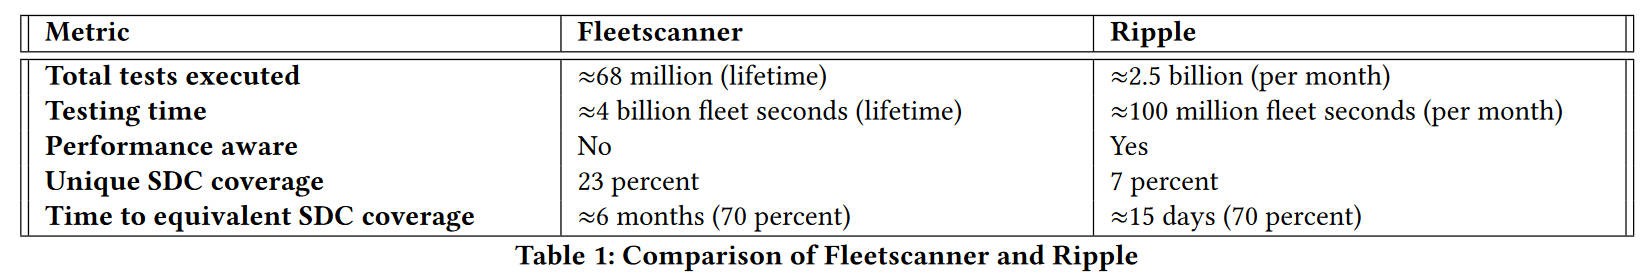 Metric Fleetscanner Ripple
Total tests executed ≈68 million (lifetime) ≈2.5 billion (per month)
Testing time ≈4 billion fleet seconds (lifetime) ≈100 million fleet seconds (per month)
Performance aware No Yes
Unique SDC coverage 23 percent 7 percent
Time to equivalent SDC coverage ≈6 months (70 percent) ≈15 days (70 percent)
Table 1: Comparison of Fleetscanner and Ripple